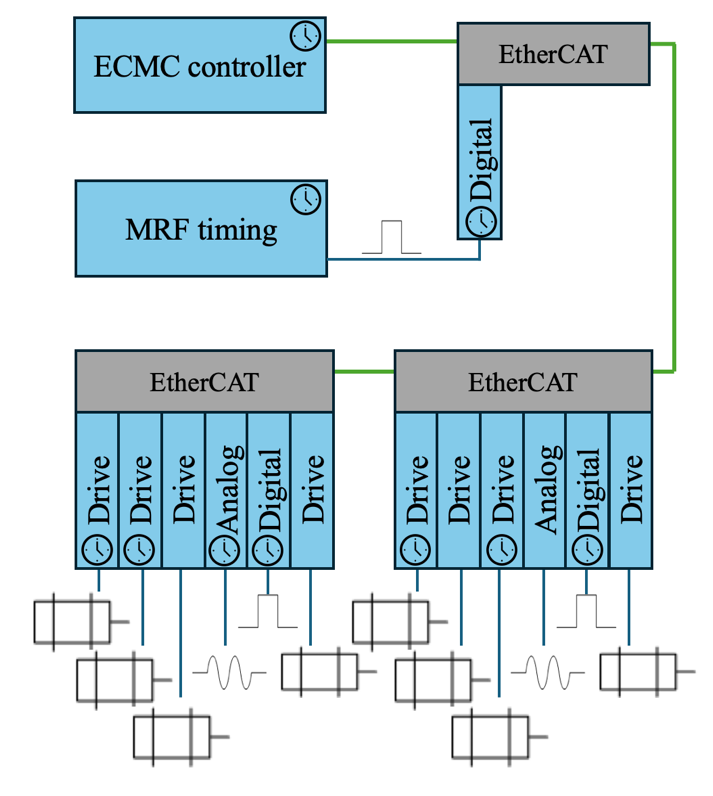 ECMC controller
EtherCAT
Digital
MRF timing
EtherCAT
Drive
Drive
Drive
Analog
Digital
Drive
EtherCAT
Drive
Drive
Drive
Analog
Digital
Drive